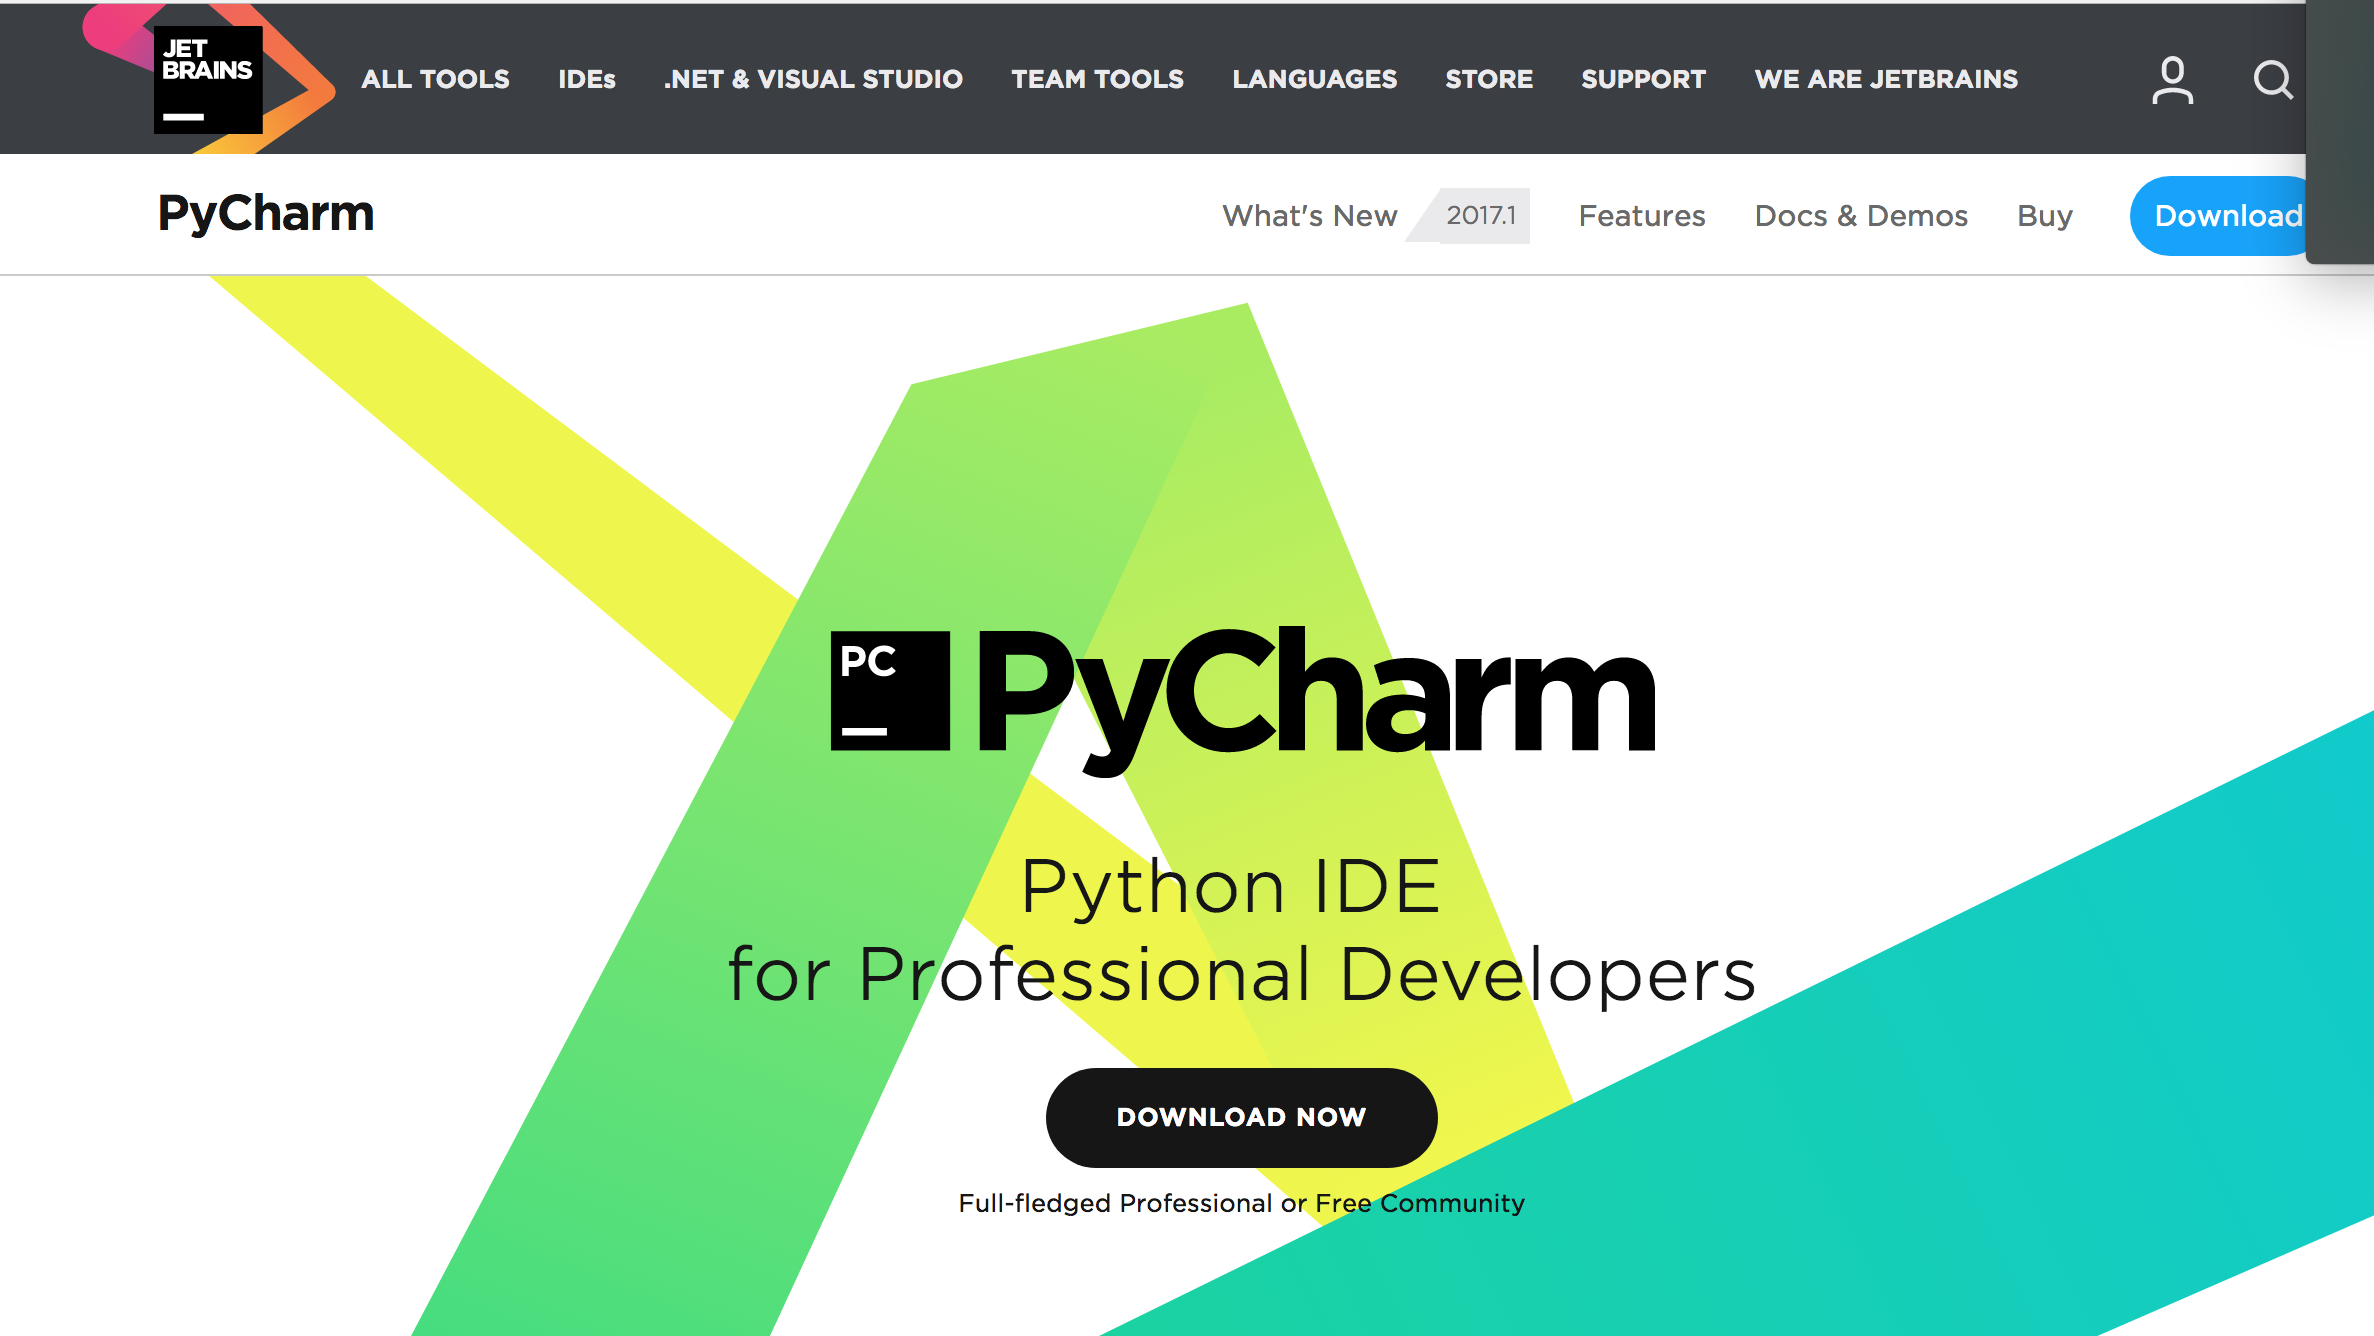 JET
BRAINS
ALL TOOLS IDEs .NET & VISUAL STUDIO TEAM TOOLS LANGUAGES STORE SUPPORT WE ARE JETBRAINS
PyCharm
What's New 2017.1 Features Docs & Demos Buy Download
PC
PyCharm
Python IDE
for Professional Developers
DOWNLOAD NOW
Full-fledged Professional or Free Community